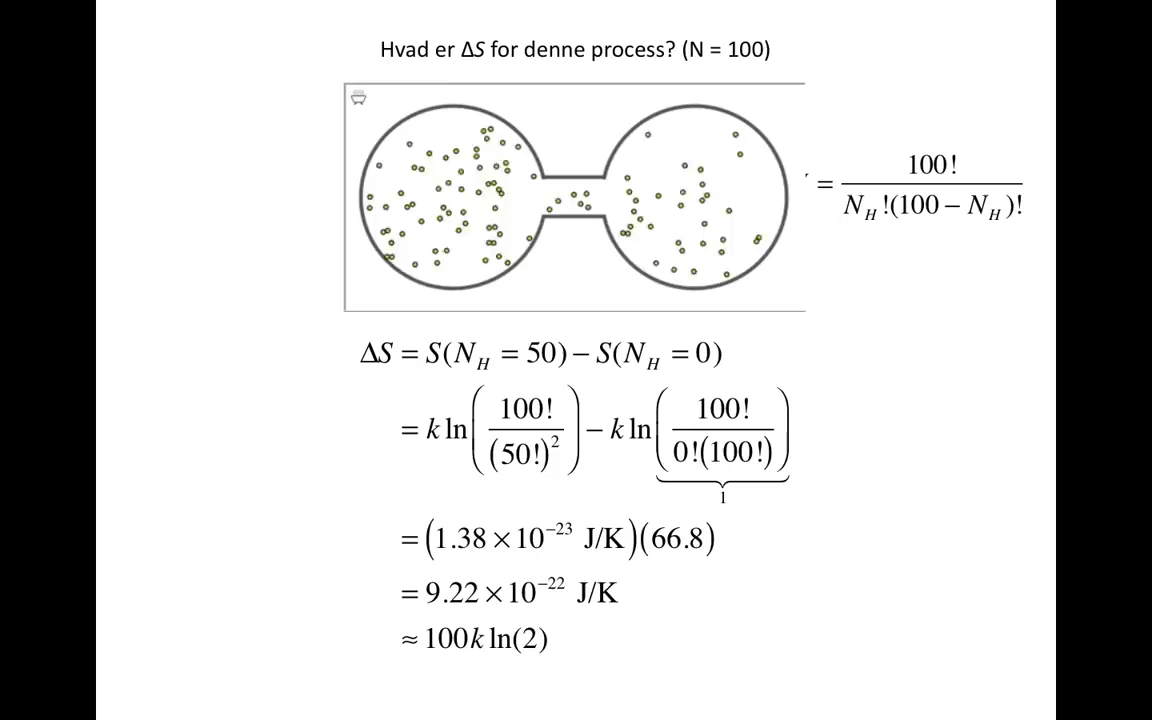 Hvad er ΔS for denne process? (N = 100)
= 100! / N_H!(100 − N_H)!
ΔS = S(N_H = 50) − S(N_H = 0)
= k ln(100! / (50!)^2) − k ln(100! / 0!(100!))
1
= (1.38 × 10^−23 J/K)(66.8)
= 9.22 × 10^−22 J/K
≈ 100k ln(2)